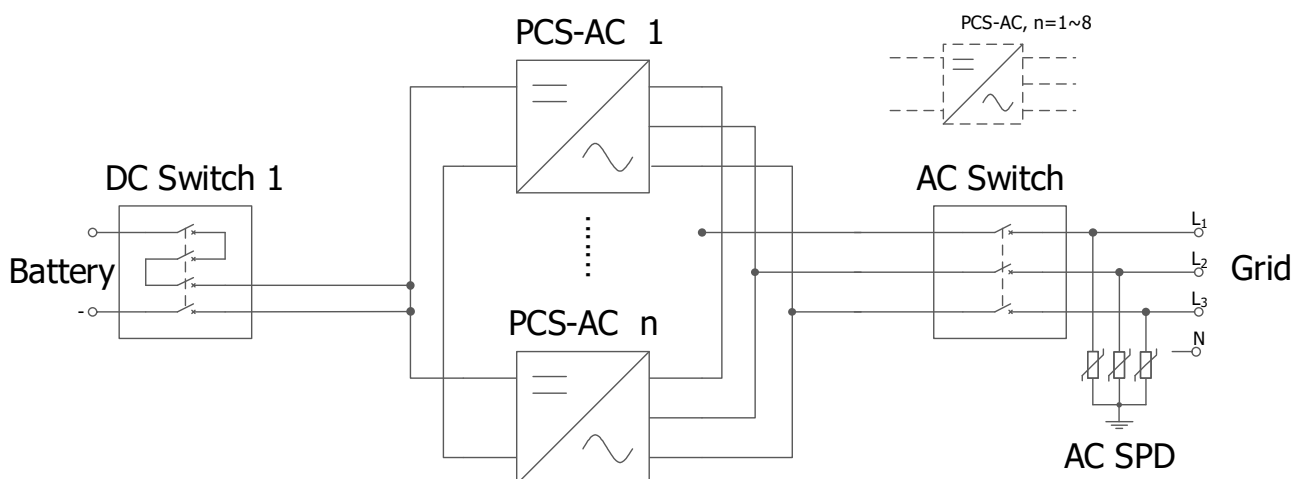 PCS-AC 1
PCS-AC, n=1~8
DC Switch 1
AC Switch
L1
Battery
L2
Grid
-
L3
PCS-AC n
N
AC SPD